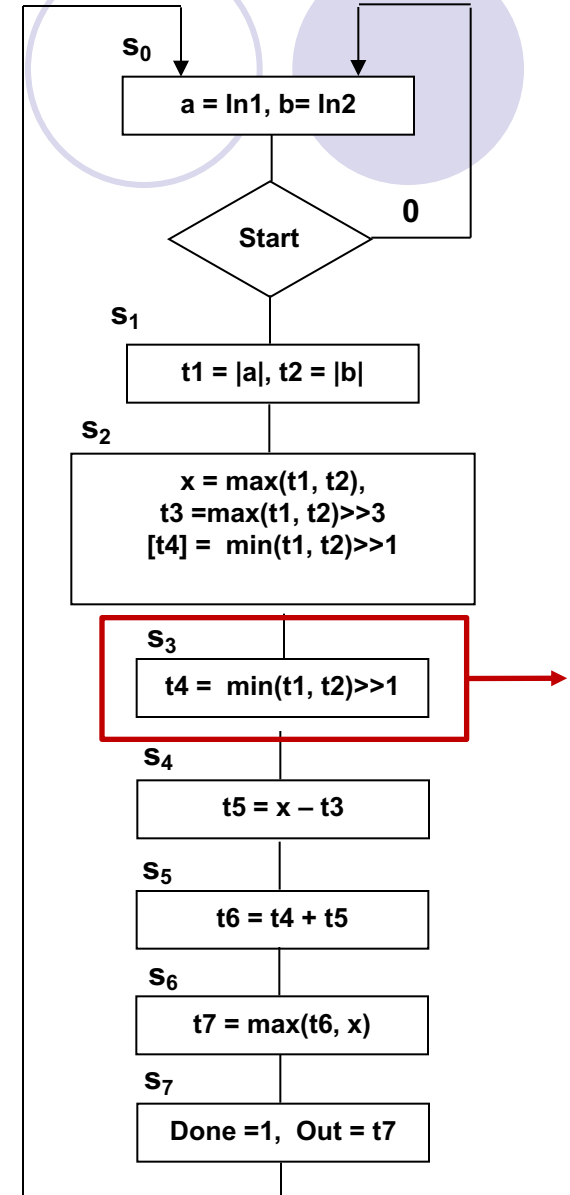 s₀
a = In1, b= In2
Start
0
s₁
t1 = |a|, t2 = |b|
s₂
x = max(t1, t2),
t3 =max(t1, t2)>>3
[t4] = min(t1, t2)>>1
s₃
t4 = min(t1, t2)>>1
s₄
t5 = x – t3
s₅
t6 = t4 + t5
s₆
t7 = max(t6, x)
s₇
Done =1, Out = t7